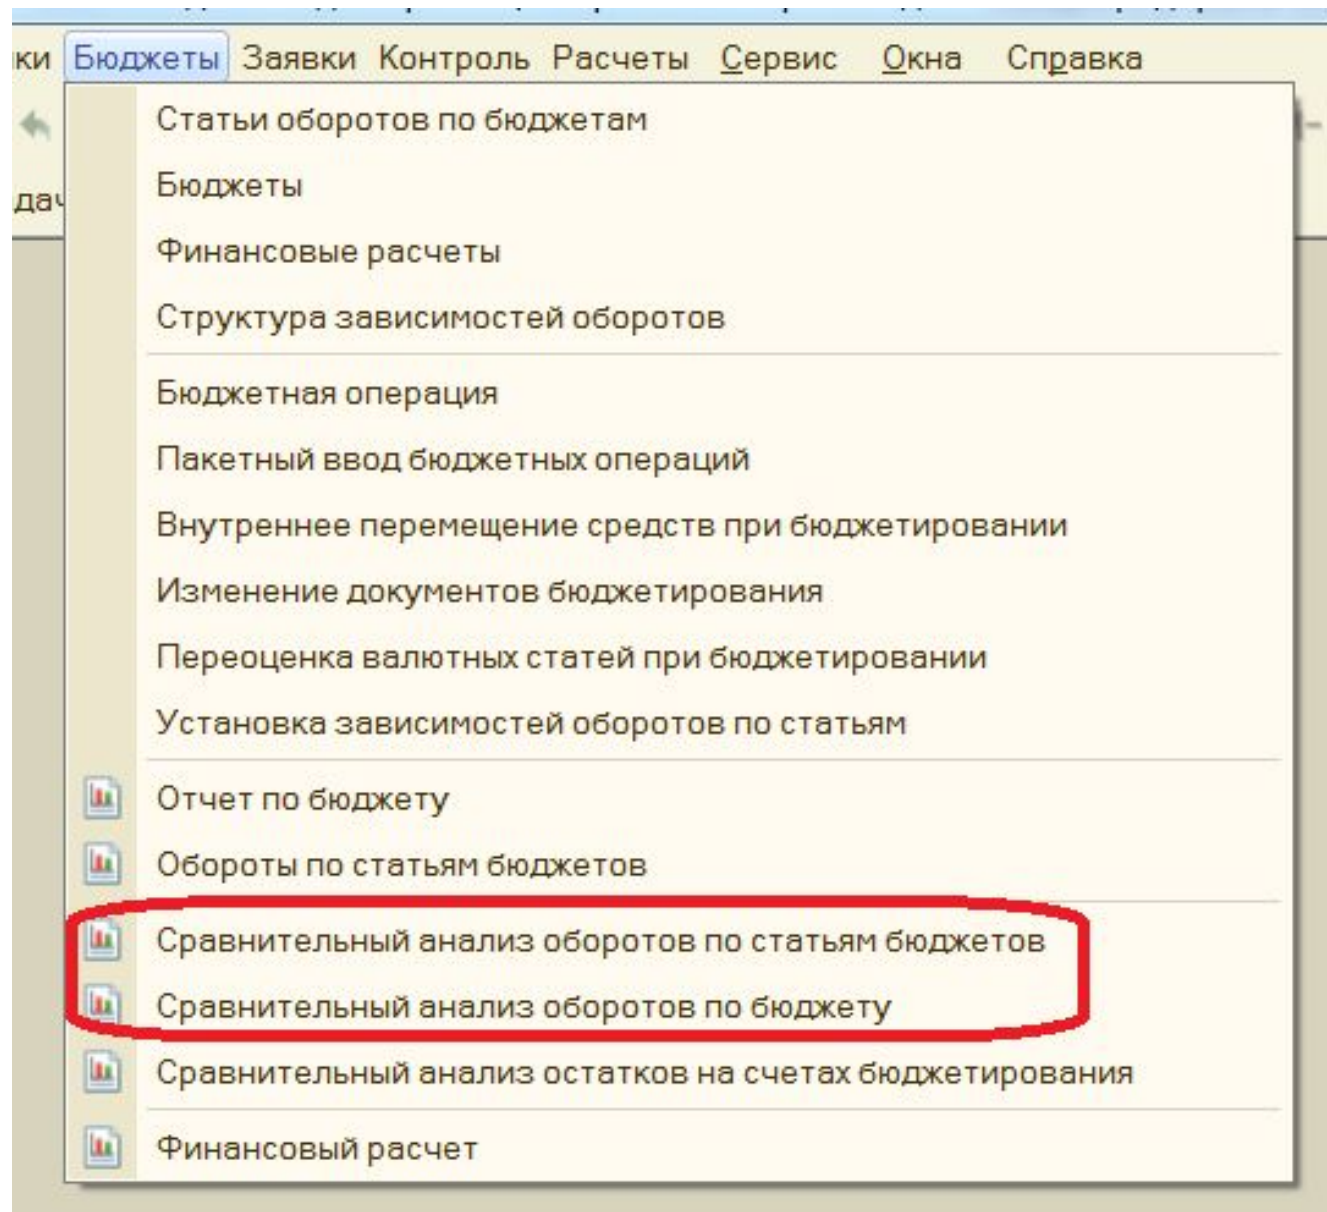 Бюджеты Заявки Контроль Расчеты Сервис Окна Справка
Статьи оборотов по бюджетам
Бюджеты
Финансовые расчеты
Структура зависимостей оборотов
Бюджетная операция
Пакетный ввод бюджетных операций
Внутреннее перемещение средств при бюджетировании
Изменение документов бюджетирования
Переоценка валютных статей при бюджетировании
Установка зависимостей оборотов по статьям
Отчет по бюджету
Обороты по статьям бюджетов
Сравнительный анализ оборотов по статьям бюджетов
Сравнительный анализ оборотов по бюджету
Сравнительный анализ остатков на счетах бюджетирования
Финансовый расчет